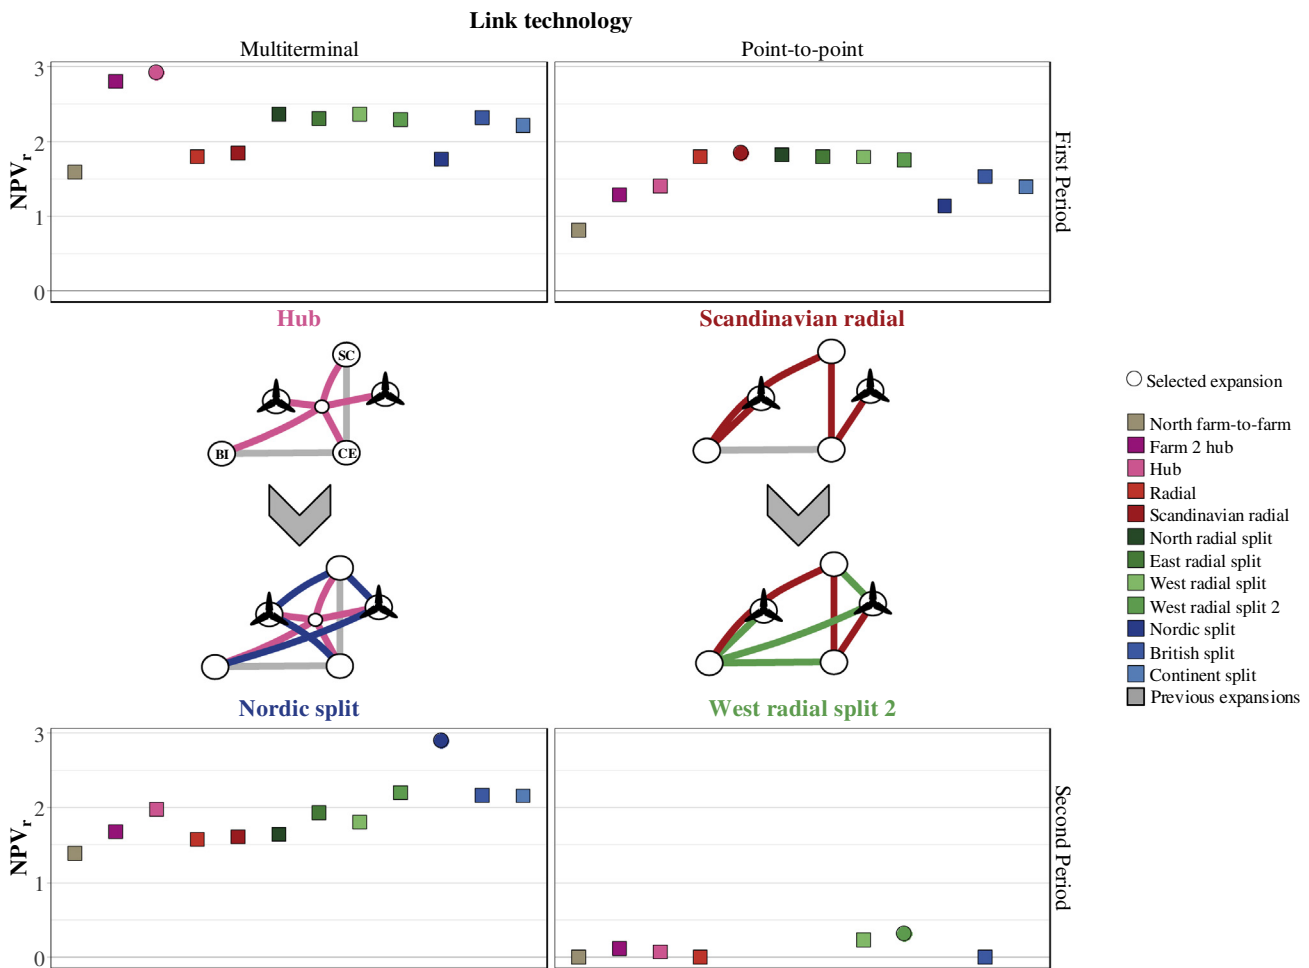 Link technology
Multiterminal
Point-to-point
3
2
1
0
NPVr
First Period
Hub
Scandinavian radial
SC
BI
CE
Nordic split
West radial split 2
3
2
1
0
NPVr
Second Period
Selected expansion
North farm-to-farm
Farm 2 hub
Hub
Radial
Scandinavian radial
North radial split
East radial split
West radial split
West radial split 2
Nordic split
British split
Continent split
Previous expansions